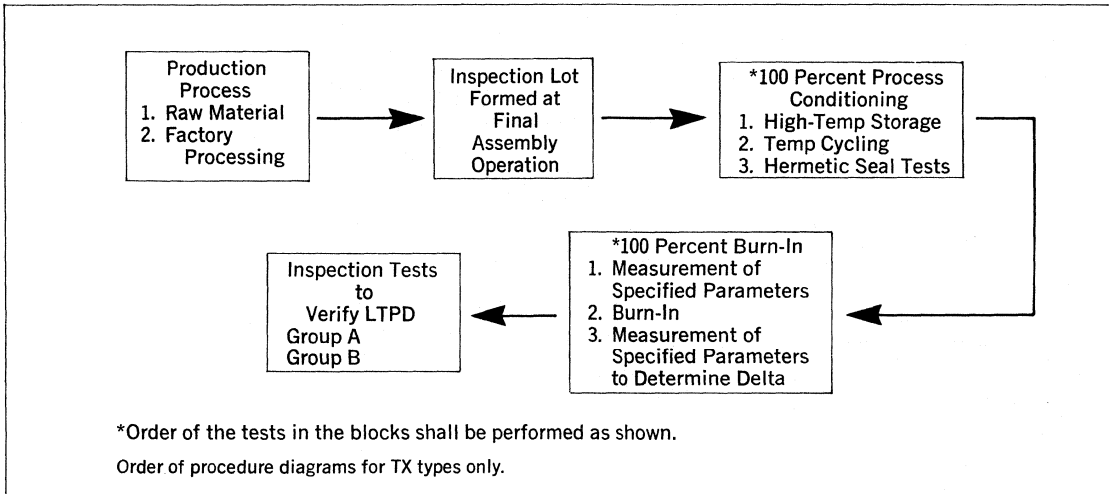 Production
Process
1. Raw Material
2. Factory
Processing
Inspection Lot
Formed at
Final
Assembly
Operation
*100 Percent Process
Conditioning
1. High-Temp Storage
2. Temp Cycling
3. Hermetic Seal Tests
*100 Percent Burn-In
1. Measurement of
Specified Parameters
2. Burn-In
3. Measurement of
Specified Parameters
to Determine Delta
Inspection Tests
to
Verify LTPD
Group A
Group B
*Order of the tests in the blocks shall be performed as shown.
Order of procedure diagrams for TX types only.